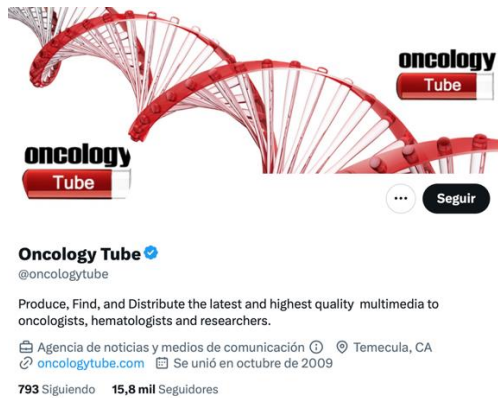 oncology
Tube
oncology
Tube
Seguir
Oncology Tube
@oncologytube
Produce, Find, and Distribute the latest and highest quality multimedia to
oncologists, hematologists and researchers.
Agencia de noticias y medios de comunicación Temecula, CA
oncologytube.com Se unió en octubre de 2009
793 Siguiendo 15,8 mil Seguidores